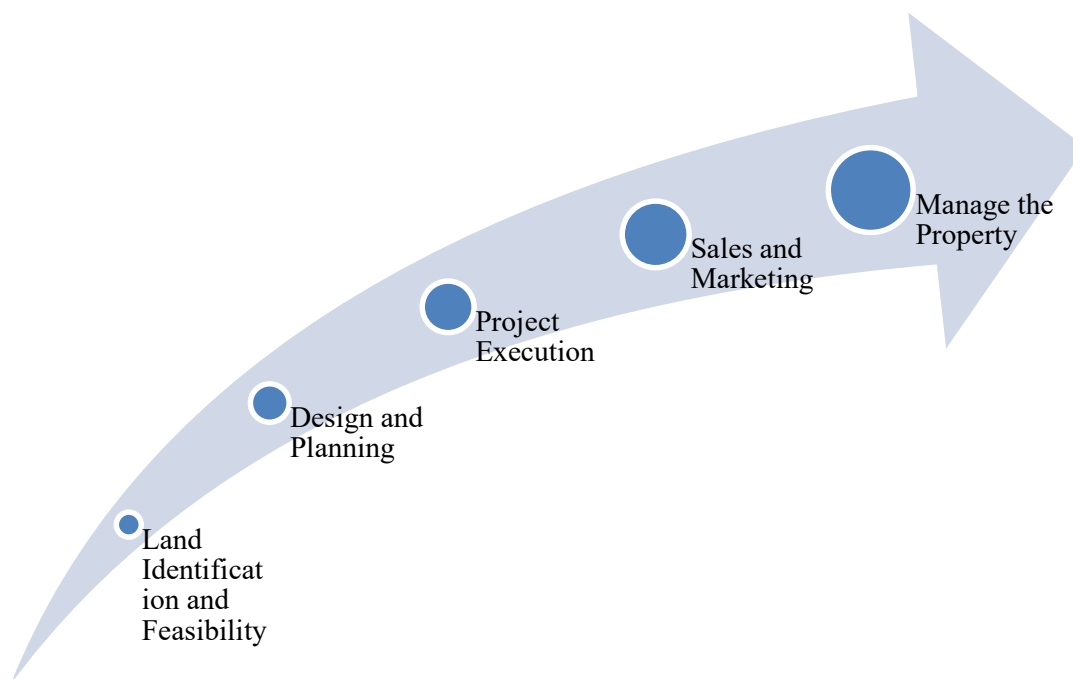 Land
Identificat
ion and
Feasibility
Design and
Planning
Project
Execution
Sales and
Marketing
Manage the
Property